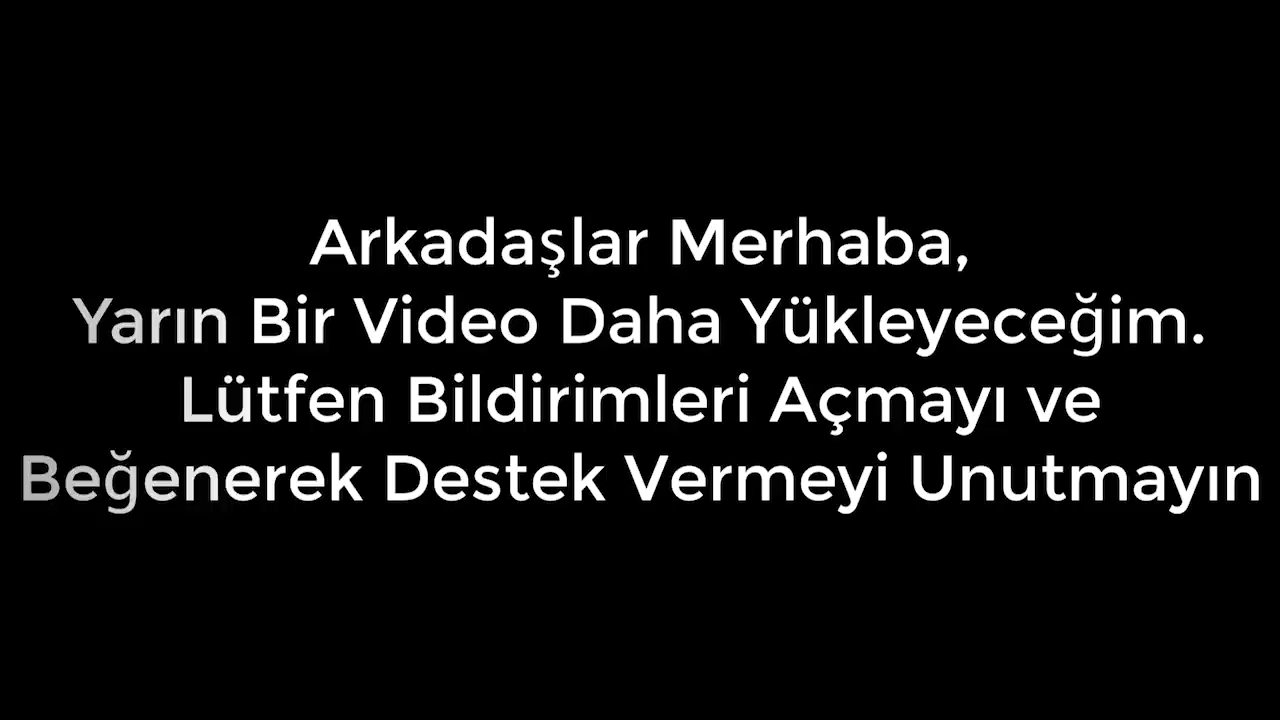 Arkadaşlar Merhaba,
Yarın Bir Video Daha Yükleyeceğim.
Lütfen Bildirimleri Açmayı ve
Beğenerek Destek Vermeyi Unutmayın